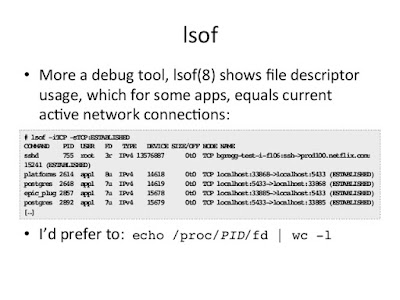 lsof
• More a debug tool, lsof(8) shows file descriptor
usage, which for some apps, equals current
active network connections:
# lsof -iTCP -sTCP:ESTABLISHED
COMMAND PID USER FD TYPE DEVICE SIZE/OFF NODE NAME
sshd 755 root 3r IPv4 13576887 0t0 TCP bgregg-test-i-f106:ssh->prod100.netflix.com:
15241 (ESTABLISHED)
platforms 2614 app1 8u IPv4 14618 0t0 TCP localhost:33868->localhost:5433 (ESTABLISHED)
postgres 2648 app1 7u IPv4 14619 0t0 TCP localhost:5433->localhost:33868 (ESTABLISHED)
epic_plug 2857 app1 7u IPv4 15678 0t0 TCP localhost:33885->localhost:5433 (ESTABLISHED)
postgres 2892 app1 7u IPv4 15679 0t0 TCP localhost:5433->localhost:33885 (ESTABLISHED)
[…]
• I'd prefer to: echo /proc/PID/fd | wc -l